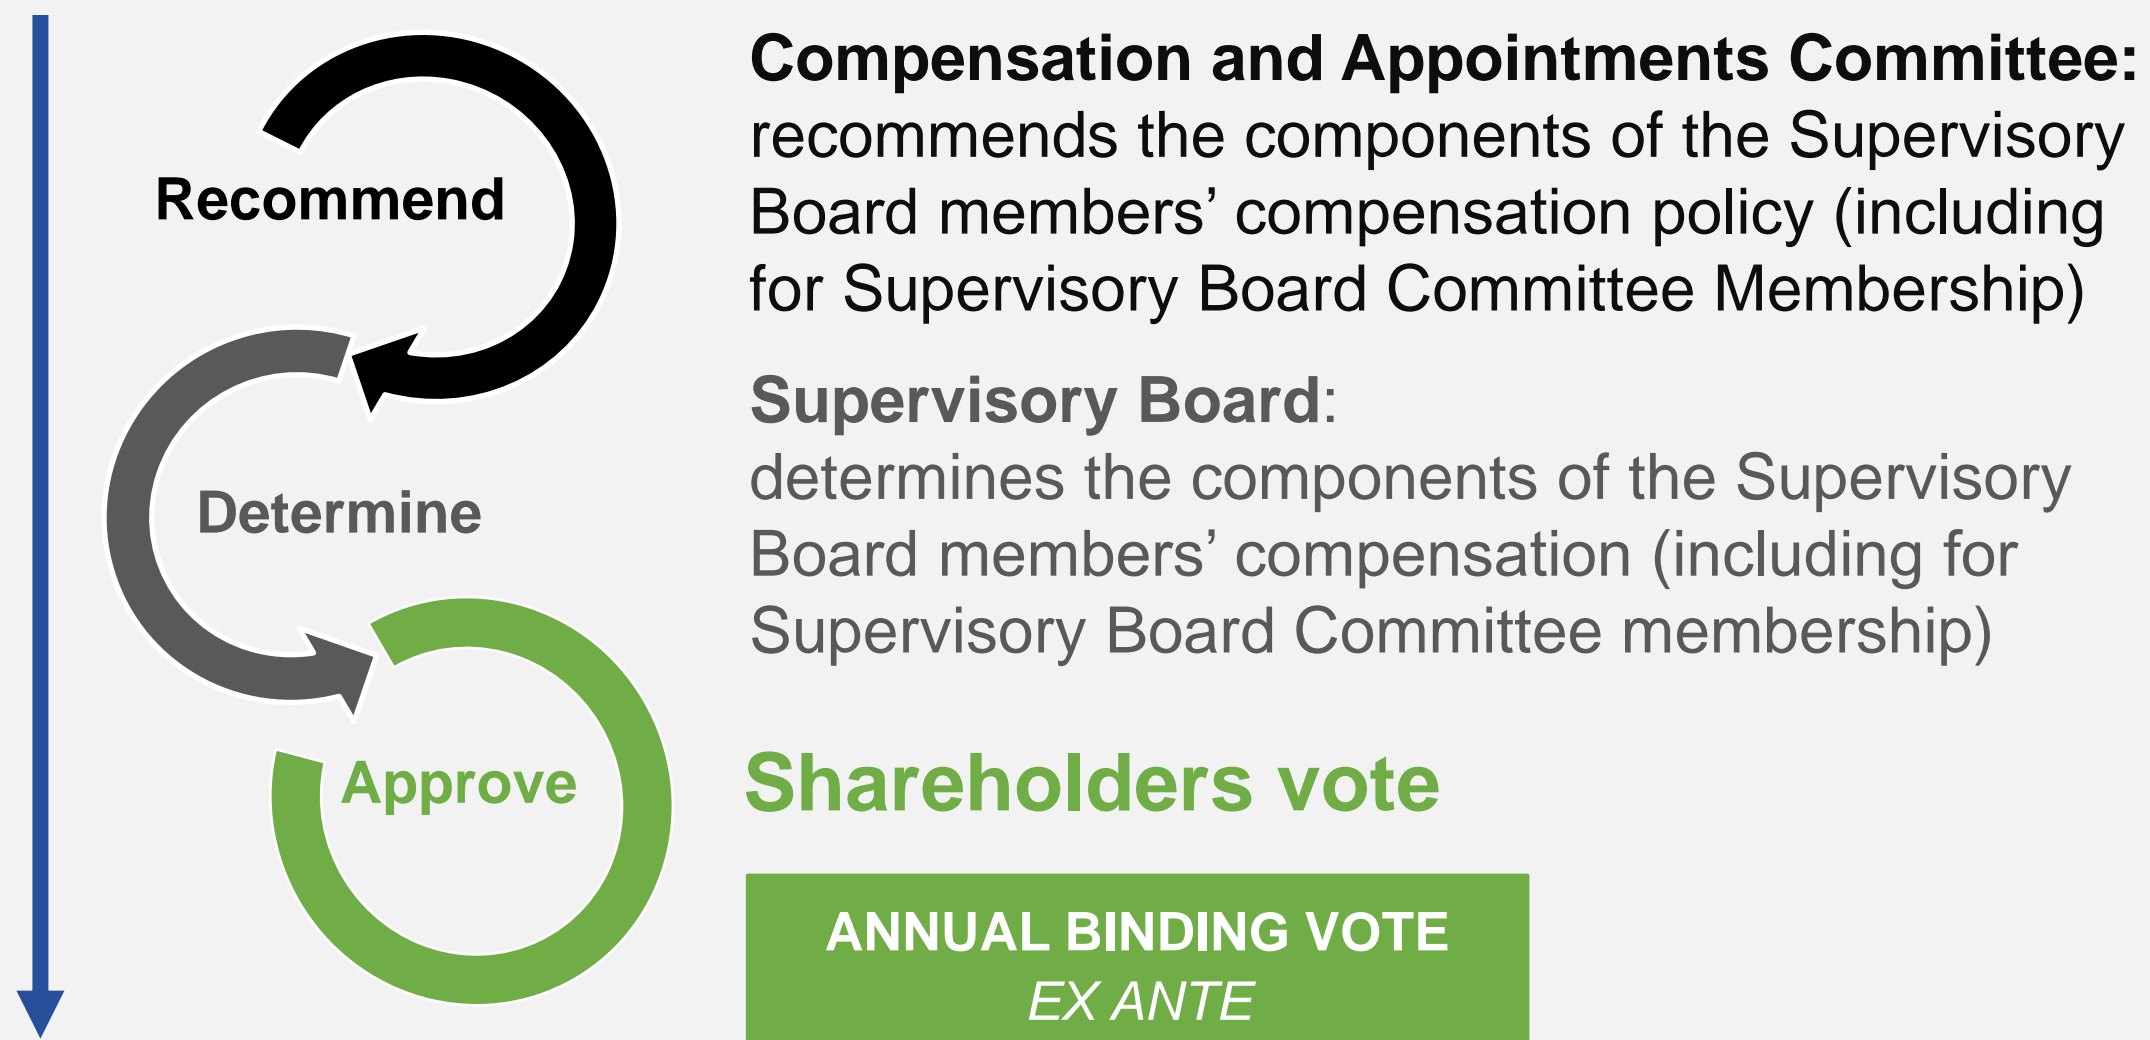 Recommend
Compensation and Appointments Committee:
recommends the components of the Supervisory
Board members’ compensation policy (including
for Supervisory Board Committee Membership)
Determine
Supervisory Board:
determines the components of the Supervisory
Board members’ compensation (including for
Supervisory Board Committee membership)
Approve
Shareholders vote
ANNUAL BINDING VOTE
EX ANTE